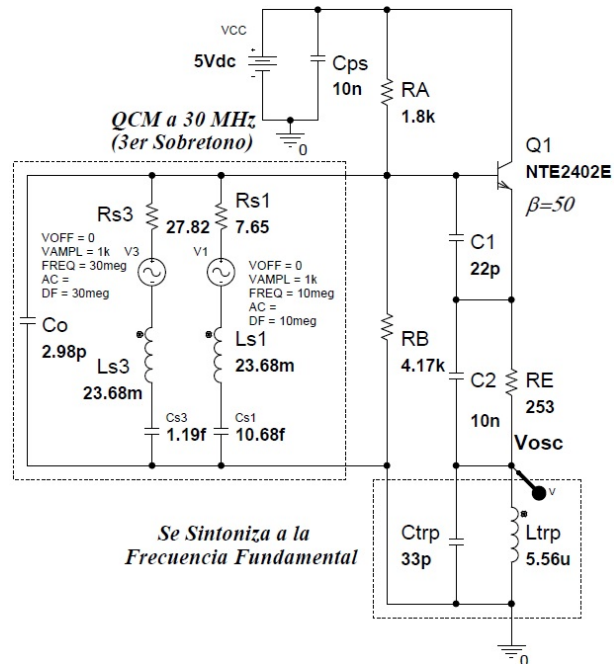 VCC
5Vdc
Cps
10n
0
RA
1.8k
Q1
NTE2402E
β=50
QCM a 30 MHz
(3er Sobretono)
Rs3
27.82
Rs1
7.65
VOFF = 0
VAMPL = 1k
FREQ = 30meg
AC =
DF = 30meg
V3
V1
VOFF = 0
VAMPL = 1k
FREQ = 10meg
AC =
DF = 10meg
C1
22p
Co
2.98p
Ls3
23.68m
Ls1
23.68m
RB
4.17k
C2
10n
RE
253
Cs3
1.19f
Cs1
10.68f
Vosc
V
Se Sintoniza a la
Frecuencia Fundamental
Ctrp
33p
Ltrp
5.56u
0